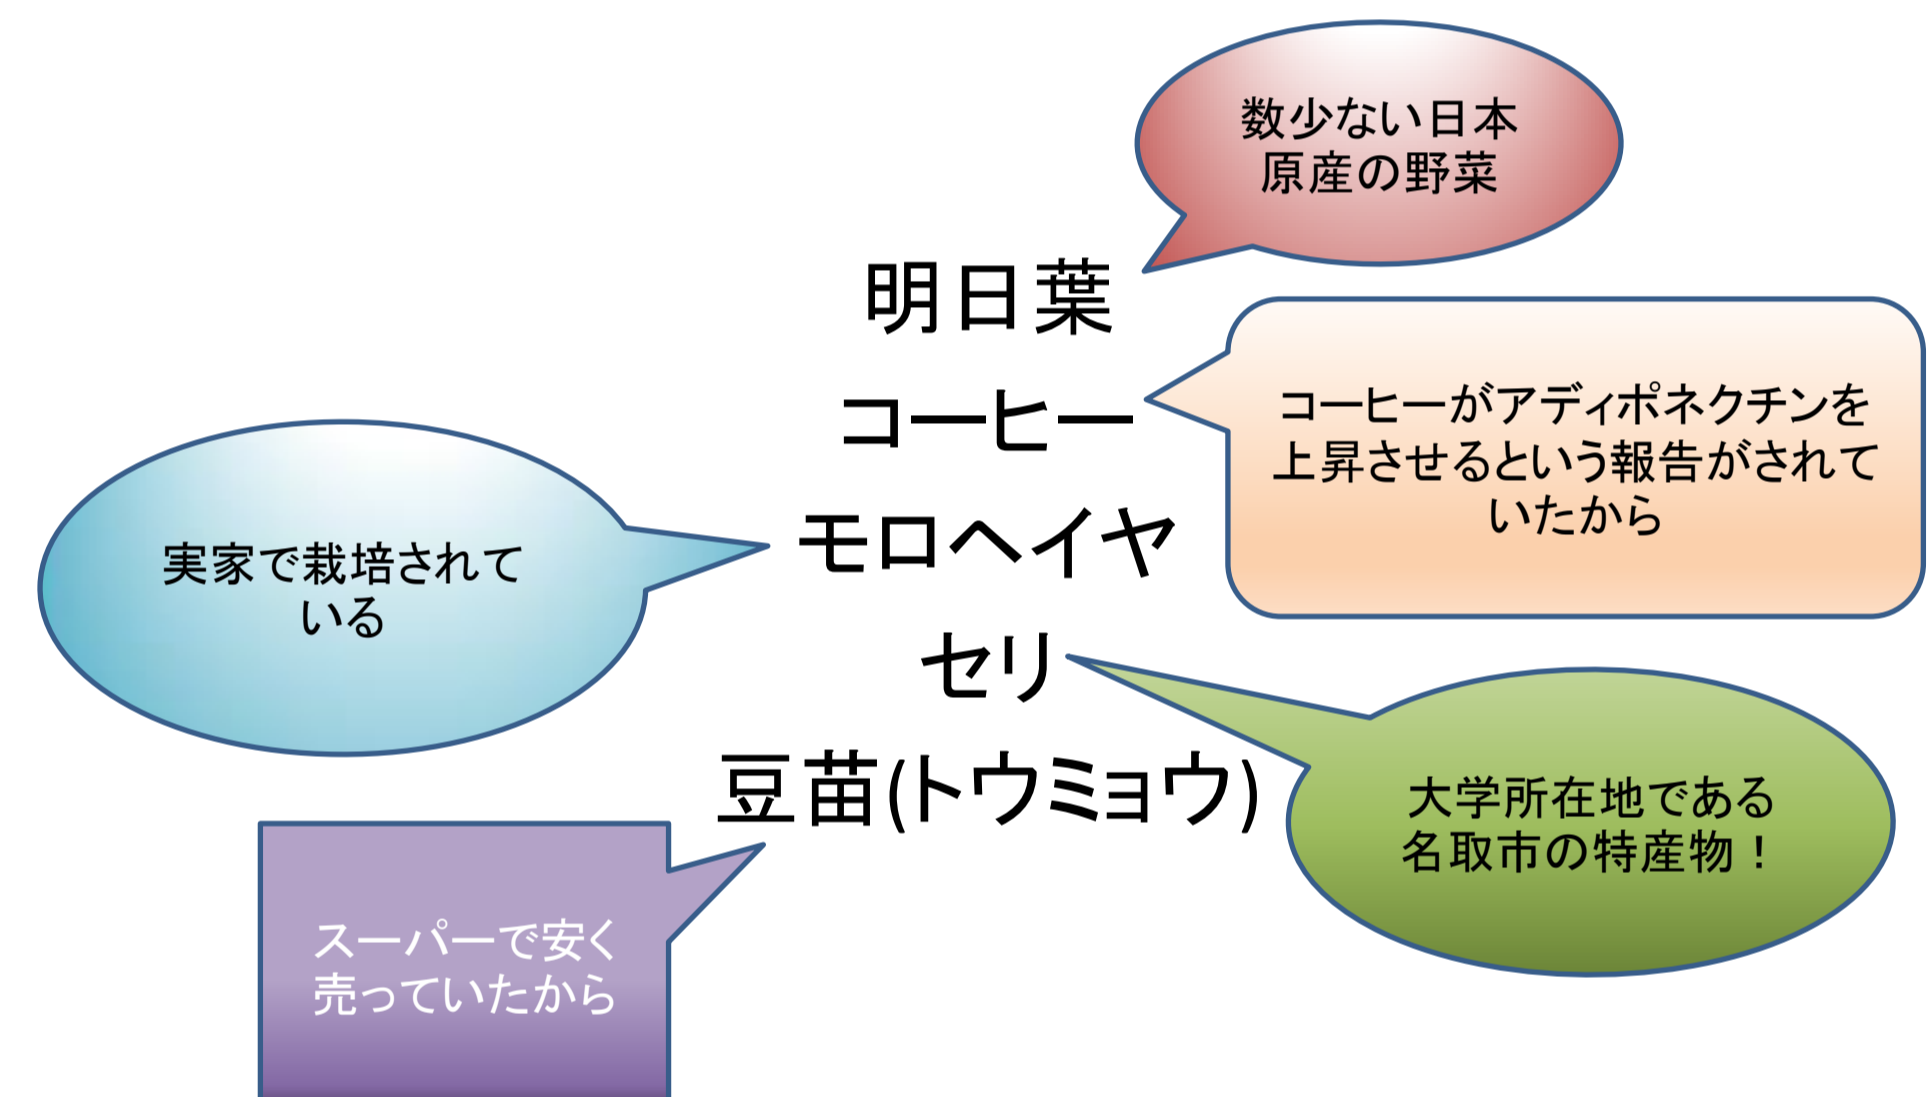 数少ない日本
原産の野菜
明日葉
コーヒー
コーヒーがアディポネクチンを
上昇させるという報告がされて
いたから
モロヘイヤ
実家で栽培されて
いる
セリ
大学所在地である
名取市の特産物！
豆苗(トウミョウ)
スーパーで安く
売っていたから